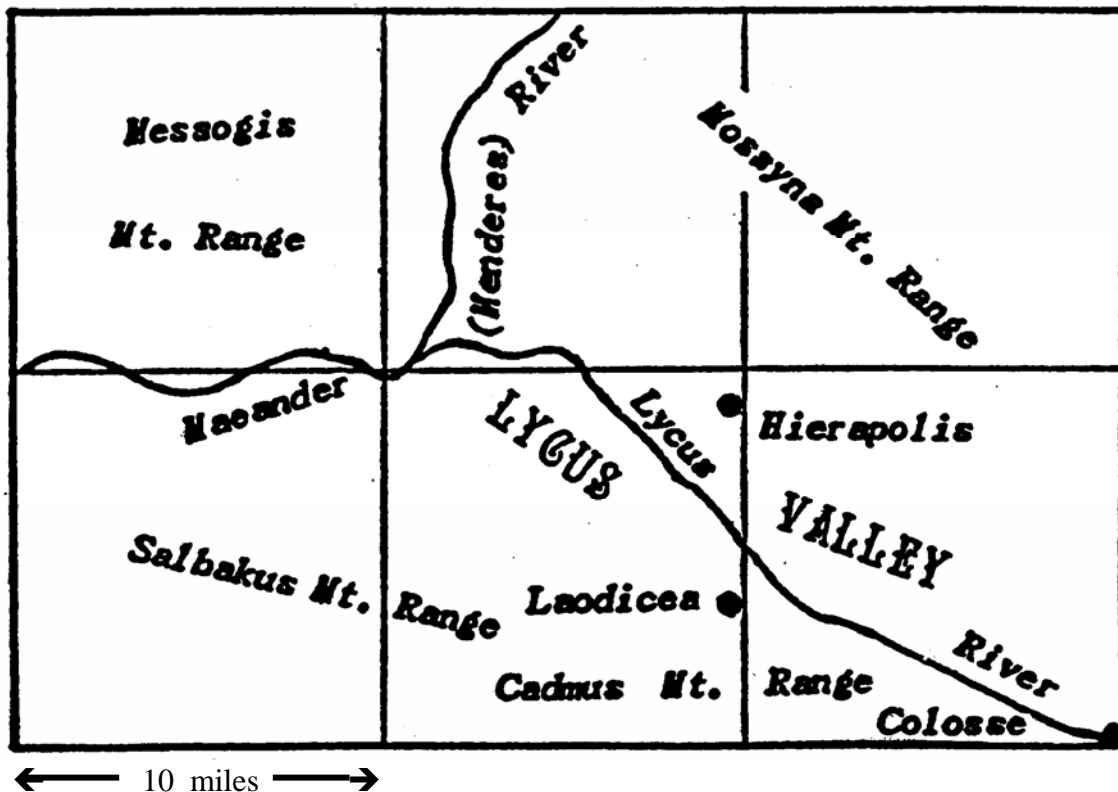 Messogis
Mt. Range
(Menderes) River
Mossyna Mt. Range
Maeander
LYCUS
Lycus
Hierapolis
VALLEY
Salbakus Mt. Range
Laodicea
River
Cadmus Mt. Range
Colosse
10 miles